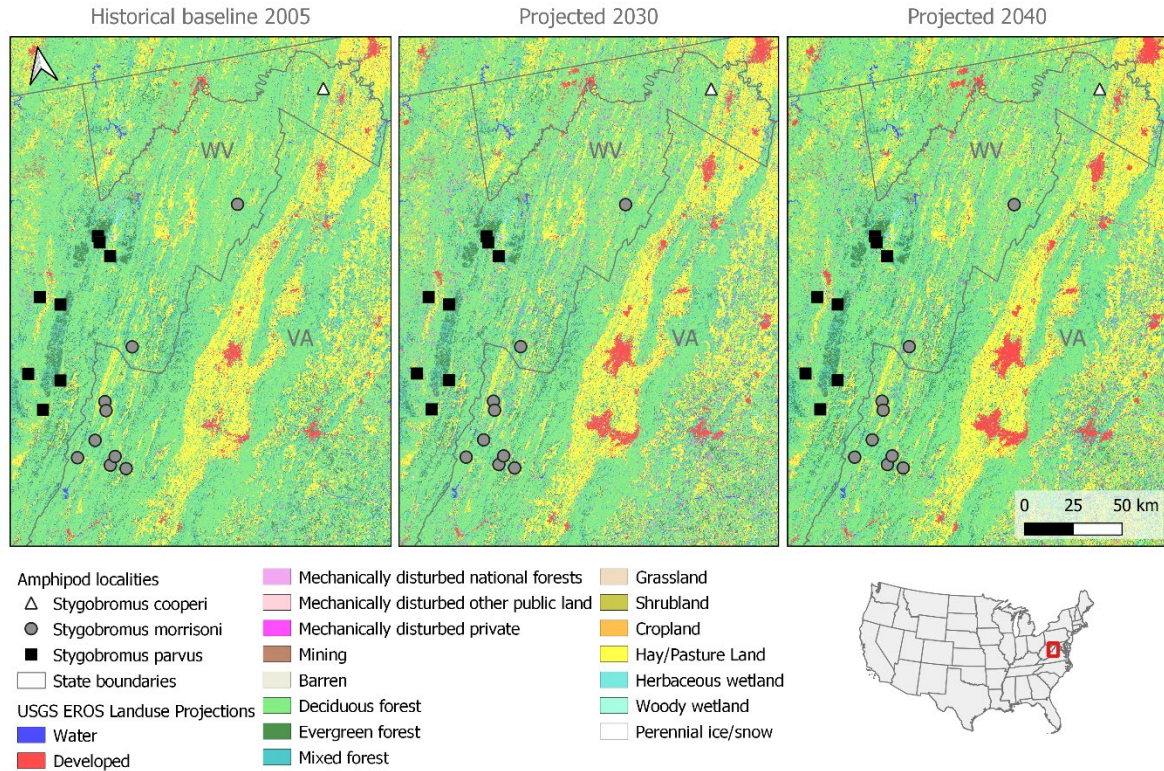 Historical baseline 2005
Projected 2030
Projected 2040
WV
VA
WV
VA
WV
VA
0 25 50 km
Amphipod localities
Stygobromus cooperi
Stygobromus morrisoni
Stygobromus parvus
State boundaries
USGS EROS Landuse Projections
Water
Developed
Mechanically disturbed national forests
Mechanically disturbed other public land
Mechanically disturbed private
Mining
Barren
Deciduous forest
Evergreen forest
Mixed forest
Grassland
Shrubland
Cropland
Hay/Pasture Land
Herbaceous wetland
Woody wetland
Perennial ice/snow